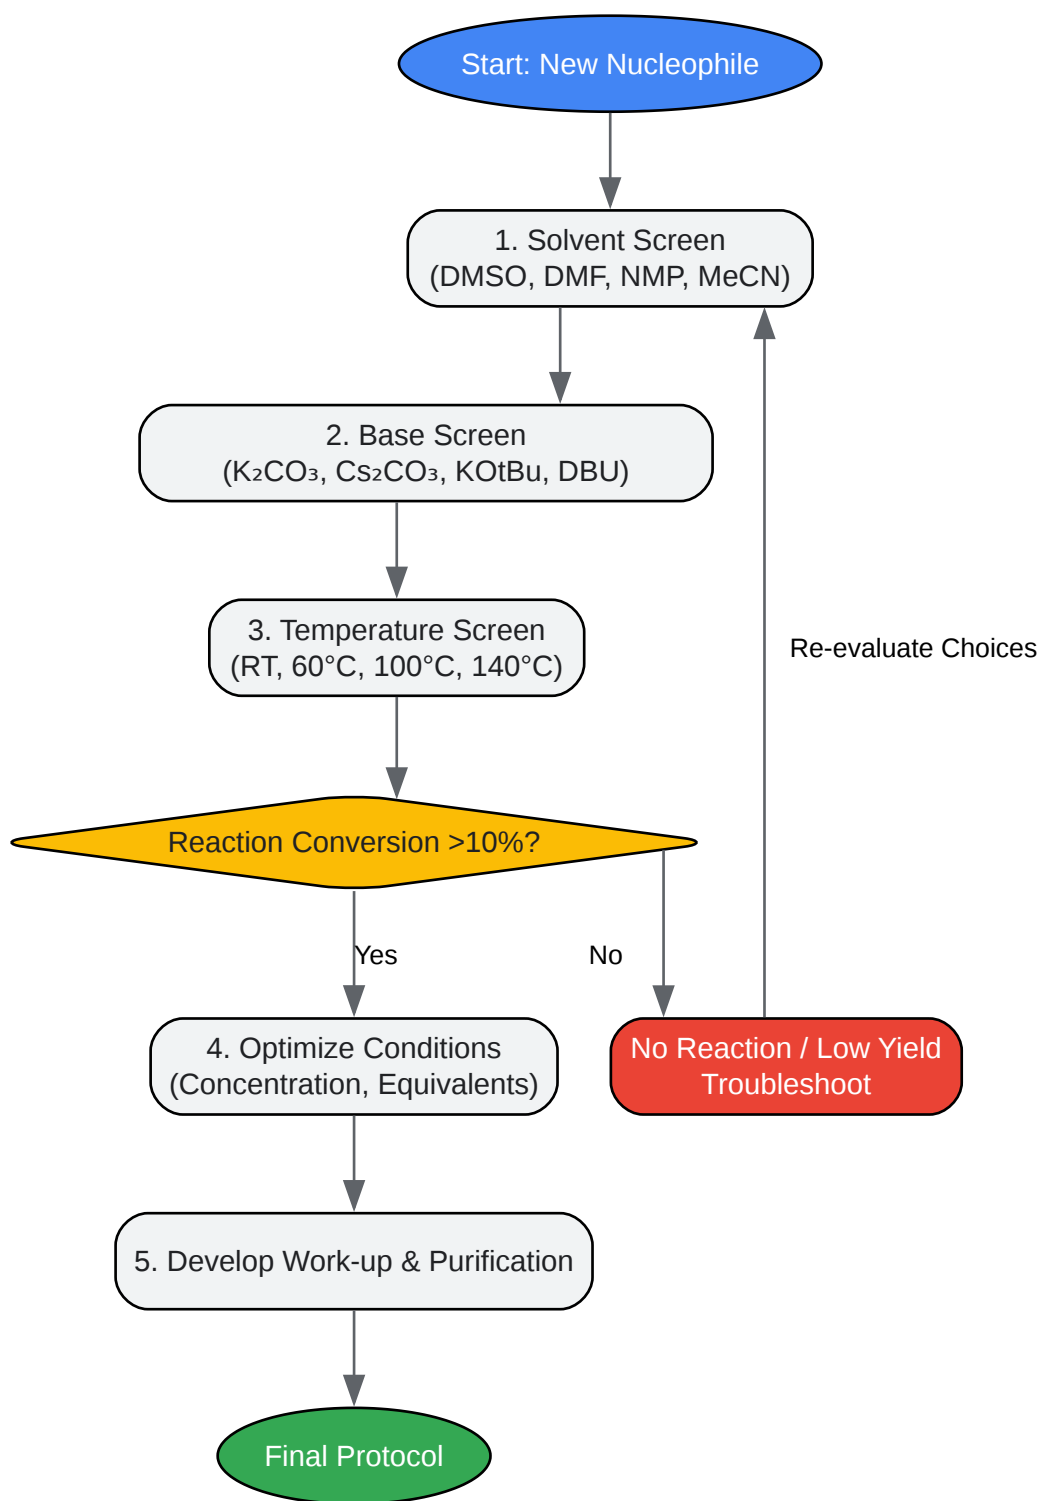 Start: New Nucleophile
1. Solvent Screen
(DMSO, DMF, NMP, MeCN)
2. Base Screen
(K₂CO₃, Cs₂CO₃, KOtBu, DBU)
3. Temperature Screen
(RT, 60°C, 100°C, 140°C)
Re-evaluate Choices
Reaction Conversion >10%?
Yes
No
4. Optimize Conditions
(Concentration, Equivalents)
No Reaction / Low Yield
Troubleshoot
5. Develop Work-up & Purification
Final Protocol